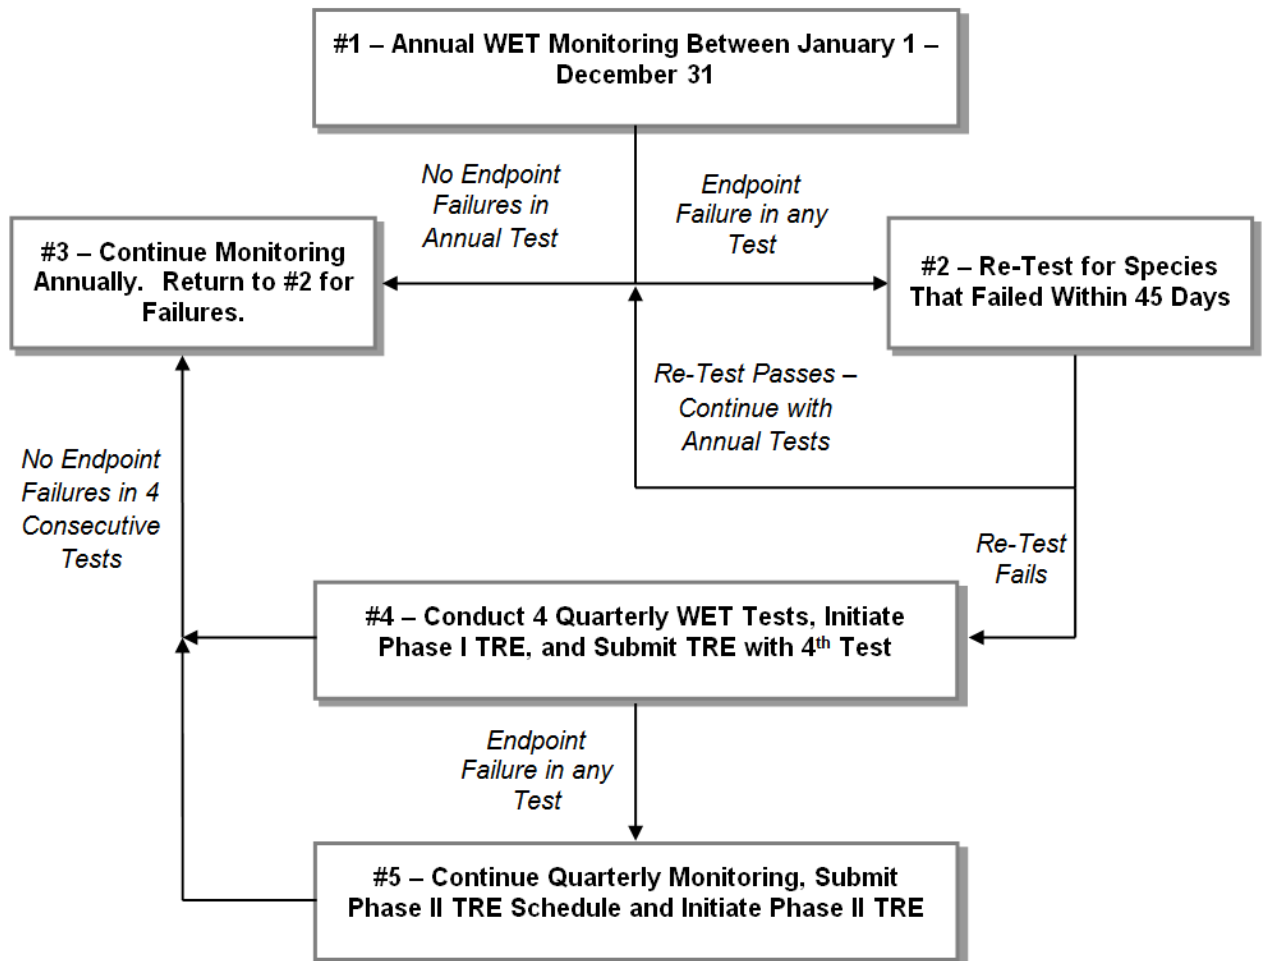 #1 – Annual WET Monitoring Between January 1 –
December 31
No Endpoint
Failures in
Annual Test
Endpoint
Failure in any
Test
#3 – Continue Monitoring
Annually.  Return to #2 for
Failures.
#2 – Re-Test for Species
That Failed Within 45 Days
Re-Test Passes –
Continue with
Annual Tests
No Endpoint
Failures in 4
Consecutive
Tests
Re-Test
Fails
#4 – Conduct 4 Quarterly WET Tests, Initiate
Phase I TRE, and Submit TRE with 4th Test
Endpoint
Failure in any
Test
#5 – Continue Quarterly Monitoring, Submit
Phase II TRE Schedule and Initiate Phase II TRE